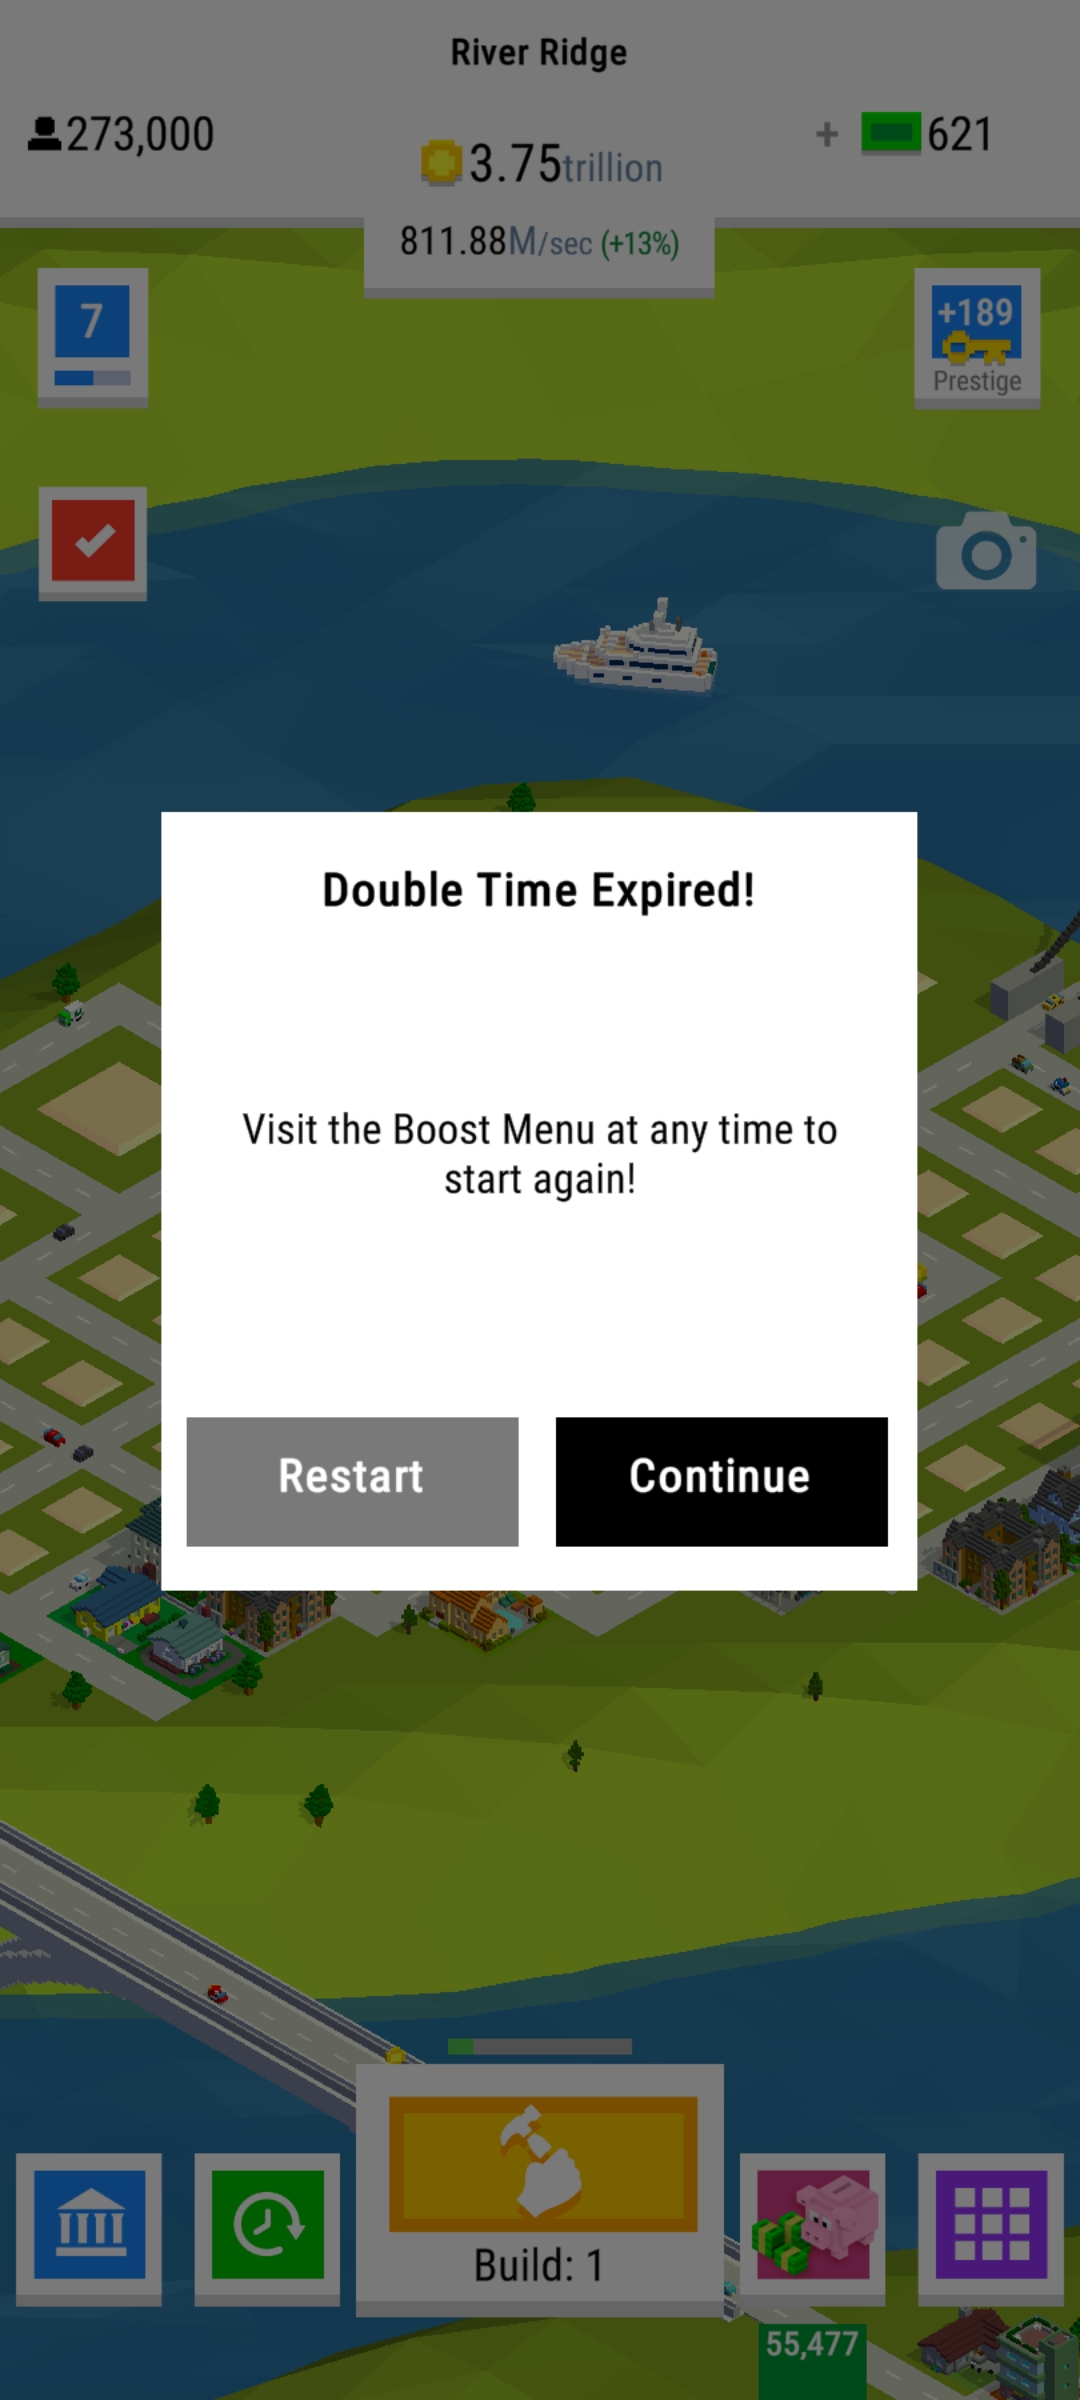 River Ridge
273,000
3.75trillion
+ 621
811.88M/sec (+13%)
7
+189
Prestige
Double Time Expired!
Visit the Boost Menu at any time to
start again!
Restart
Continue
Build: 1
55,477